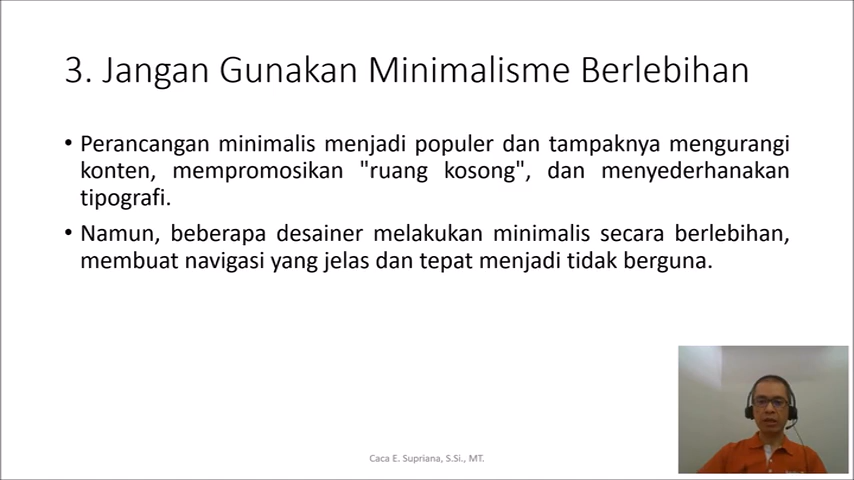 3. Jangan Gunakan Minimalisme Berlebihan
• Perancangan minimalis menjadi populer dan tampaknya mengurangi
konten, mempromosikan "ruang kosong", dan menyederhanakan
tipografi.
• Namun, beberapa desainer melakukan minimalis secara berlebihan,
membuat navigasi yang jelas dan tepat menjadi tidak berguna.
Caca E. Supriana, S.Si., MT.